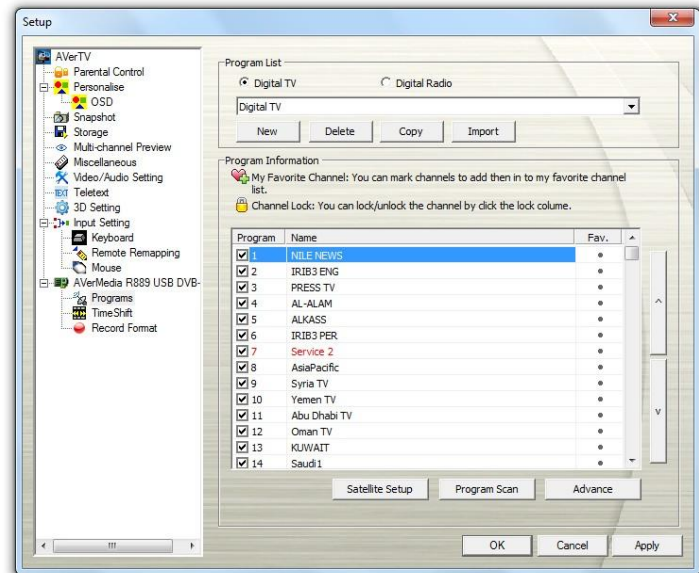 Setup
AVerTV
Parental Control
Personalise
OSD
Snapshot
Storage
Multi-channel Preview
Miscellaneous
Video/Audio Setting
TEXT Teletext
3D Setting
Input Setting
Keyboard
Remote Remapping
Mouse
AVerMedia R889 USB DVB-
Programs
TimeShift
Record Format
Program List
Digital TV Digital Radio
Digital TV
New Delete Copy Import
Program Information
My Favorite Channel: You can mark channels to add then in to my favorite channel
list.
Channel Lock: You can lock/unlock the channel by click the lock colume.
Program Name Fav.
1 NILE NEWS
2 IRIB3 ENG
3 PRESS TV
4 AL-ALAM
5 ALKASS
6 IRIB3 PER
7 Service 2
8 AsiaPacific
9 Syria TV
10 Yemen TV
11 Abu Dhabi TV
12 Oman TV
13 KUWAIT
14 Saudi1
Satellite Setup Program Scan Advance
OK Cancel Apply